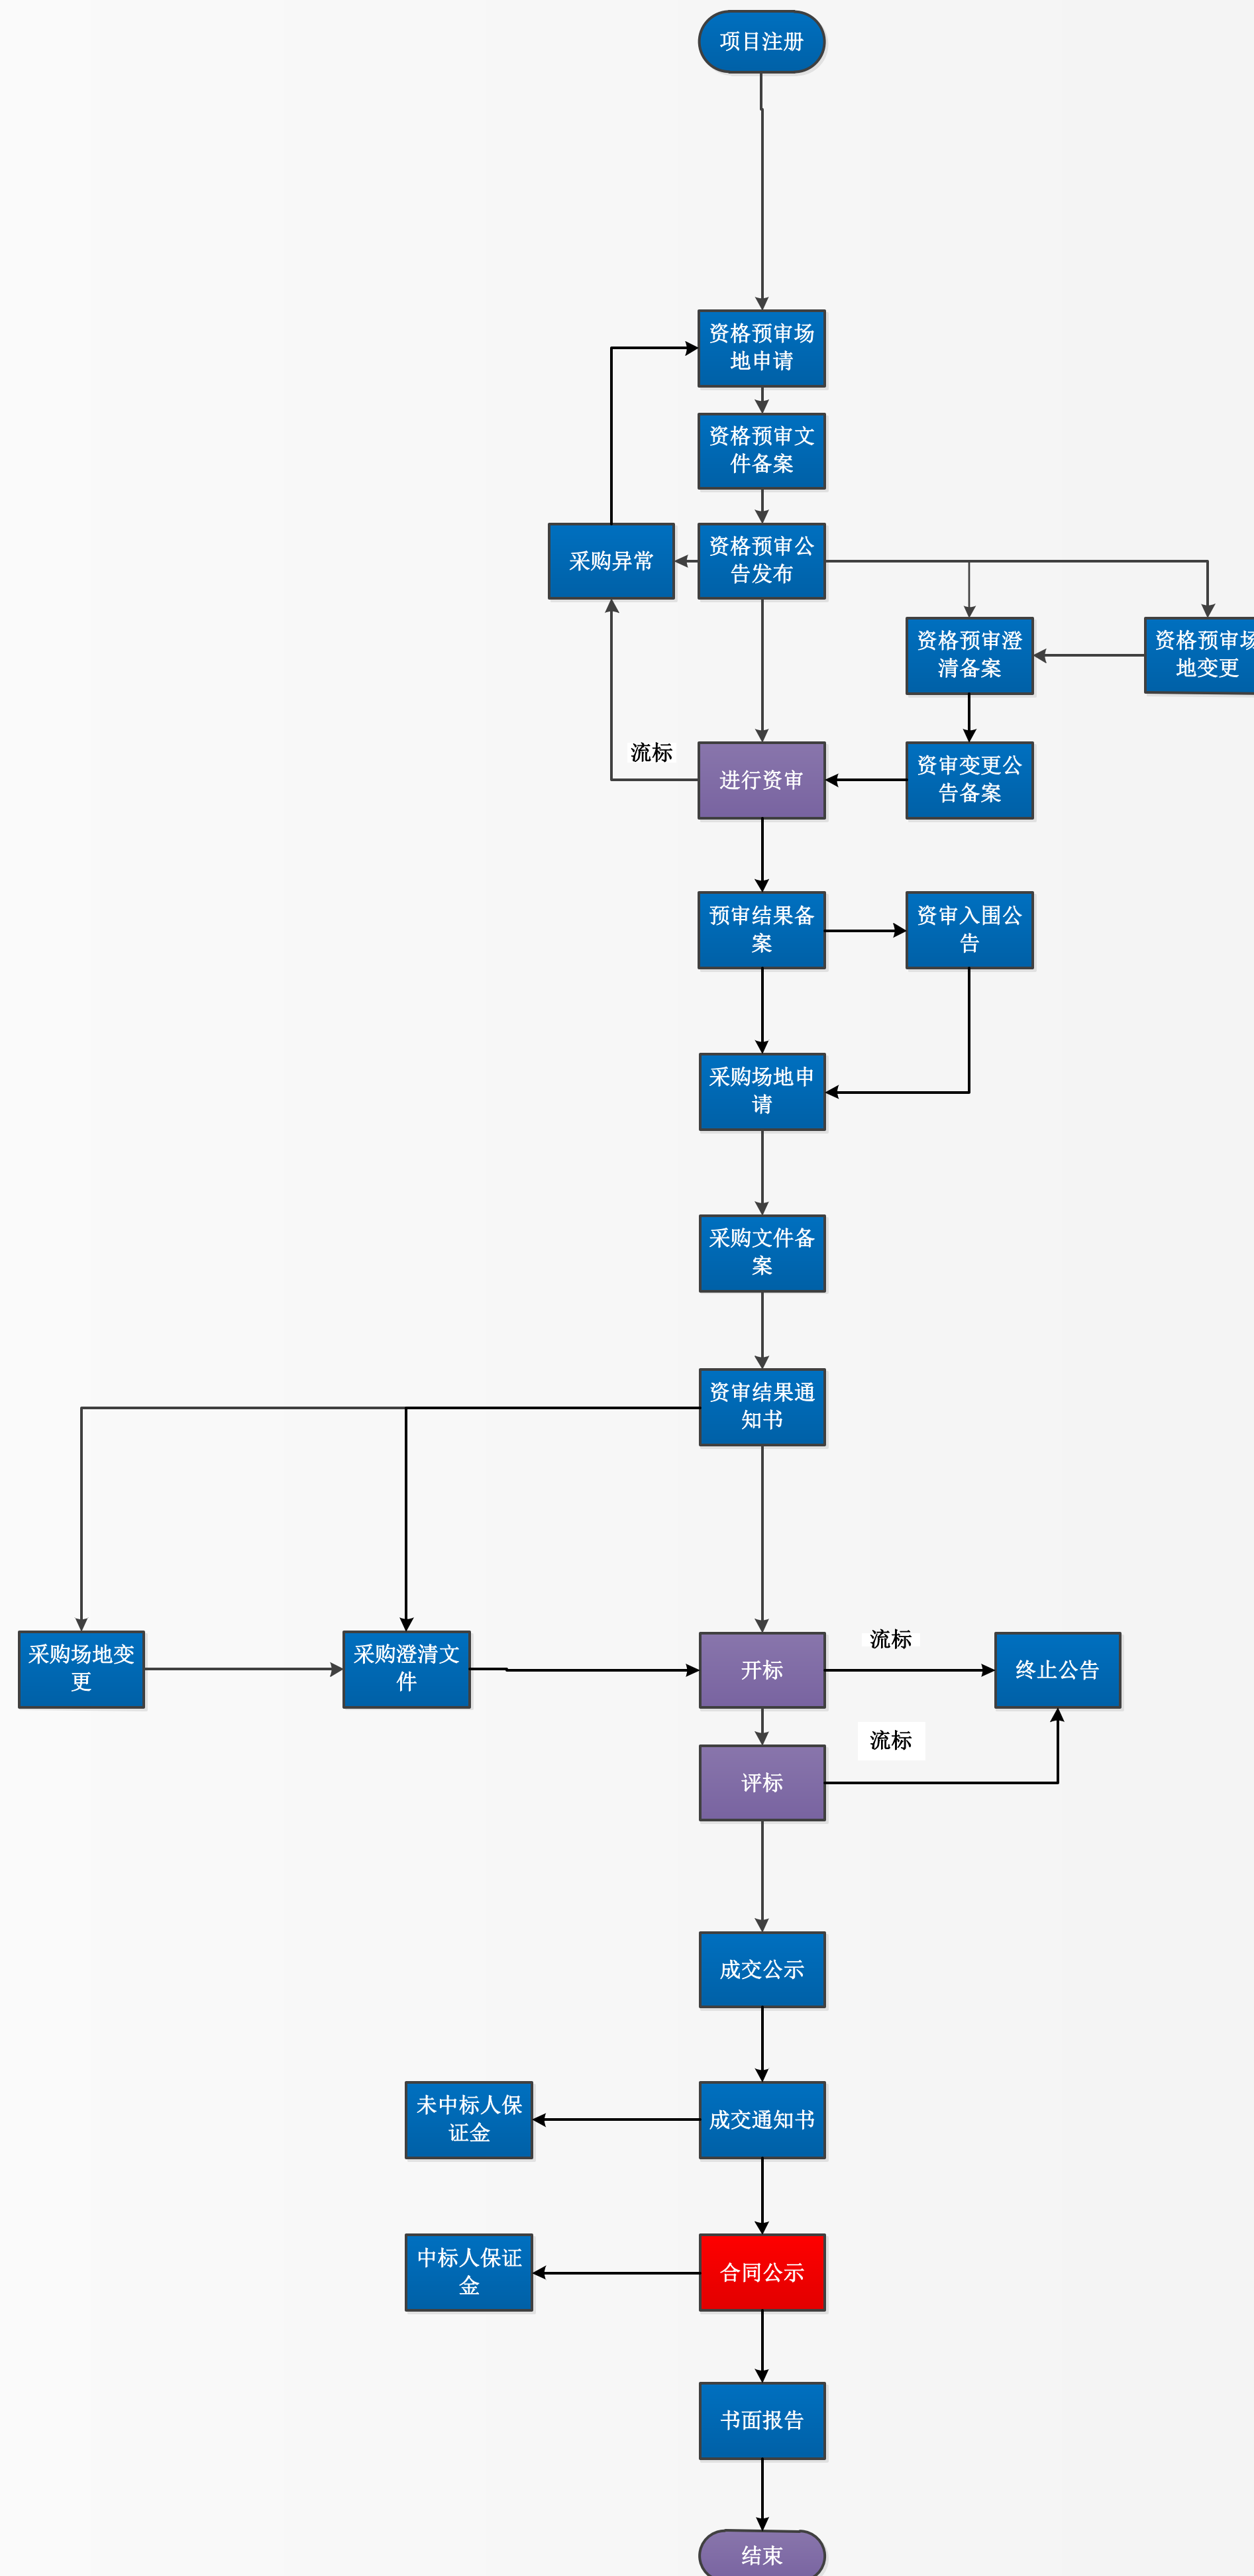 项目注册
资格预审场
地申请
资格预审文
件备案
采购异常
资格预审公
告发布
资格预审澄
清备案
资格预审场
地变更
流标
进行资审
资审变更公
告备案
预审结果备
案
资审入围公
告
采购场地申
请
采购文件备
案
资审结果通
知书
采购场地变
更
采购澄清文
件
开标
流标
终止公告
流标
评标
成交公示
未中标人保
证金
成交通知书
中标人保证
金
合同公示
书面报告
结束